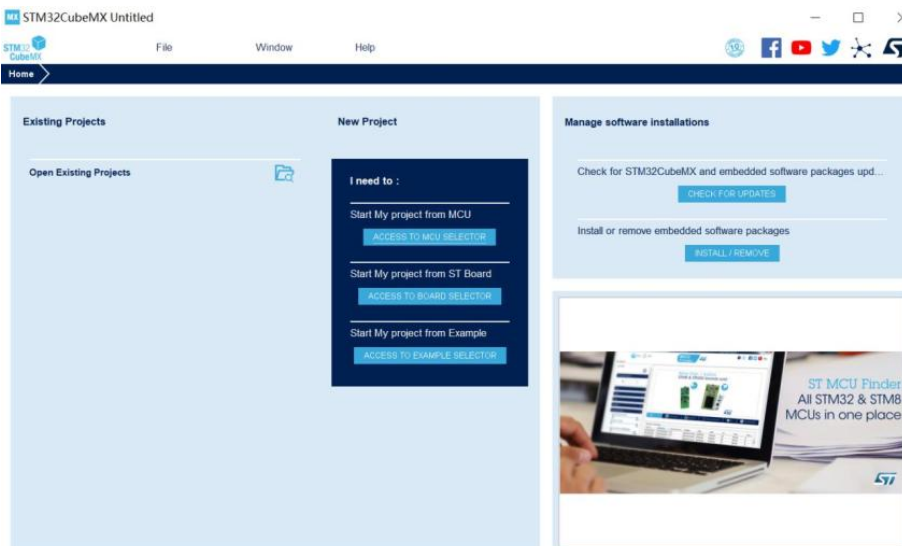 MX STM32CubeMX Untitled
STM32
CubeMX
File Window Help
Home
Existing Projects
Open Existing Projects
New Project
I need to :
Start My project from MCU
ACCESS TO MCU SELECTOR
Start My project from ST Board
ACCESS TO BOARD SELECTOR
Start My project from Example
ACCESS TO EXAMPLE SELECTOR
Manage software installations
Check for STM32CubeMX and embedded software packages upd...
CHECK FOR UPDATES
Install or remove embedded software packages
INSTALL / REMOVE
ST MCU Finder
All STM32 & STM8
MCUs in one place